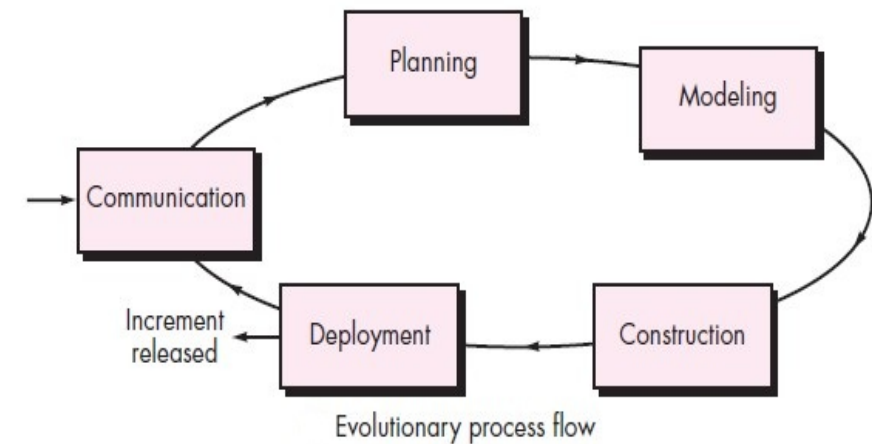 Planning
Modeling
Communication
Increment
released
Deployment
Construction
Evolutionary process flow